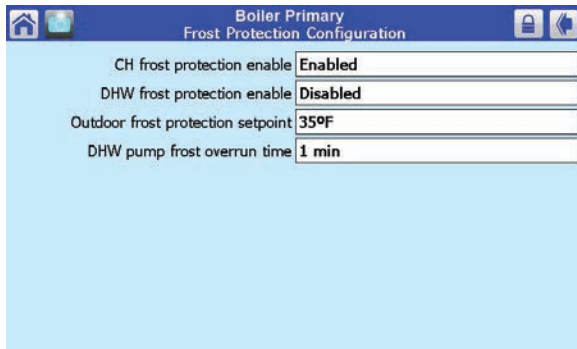 Boiler Primary
Frost Protection Configuration
CH frost protection enable Enabled
DHW frost protection enable Disabled
Outdoor frost protection setpoint 35ºF
DHW pump frost overrun time 1 min